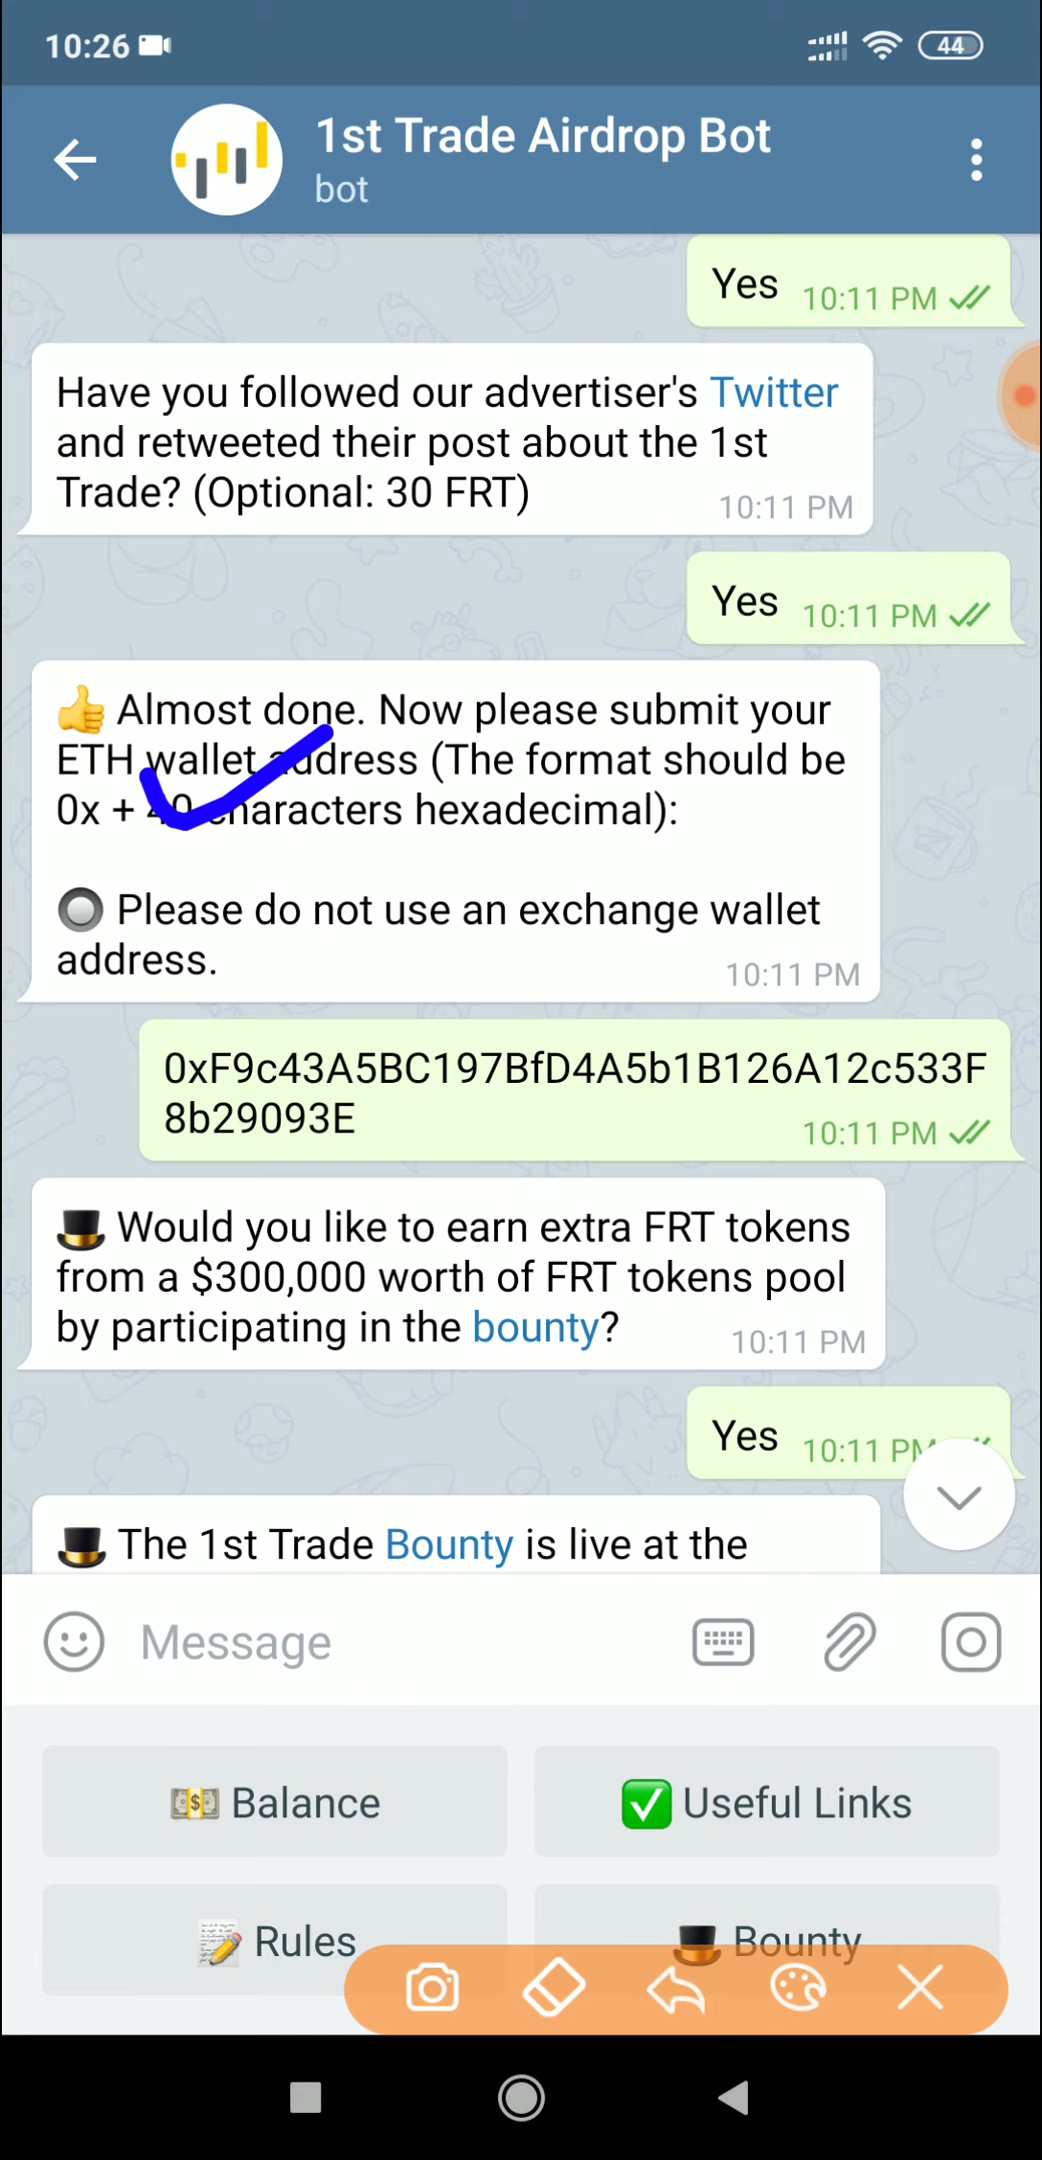 10:26
44
1st Trade Airdrop Bot
bot
Yes 10:11 PM
Have you followed our advertiser's Twitter
and retweeted their post about the 1st
Trade? (Optional: 30 FRT)
10:11 PM
Yes 10:11 PM
👍 Almost done. Now please submit your
ETH wallet address (The format should be
0x + 40 characters hexadecimal):
🔘 Please do not use an exchange wallet
address.
10:11 PM
0xF9c43A5BC197BfD4A5b1B126A12c533F
8b29093E
10:11 PM
🎩 Would you like to earn extra FRT tokens
from a $300,000 worth of FRT tokens pool
by participating in the bounty?
10:11 PM
Yes 10:11 PM
🎩 The 1st Trade Bounty is live at the
Message
💵 Balance
✅ Useful Links
📝 Rules
🎩 Bounty